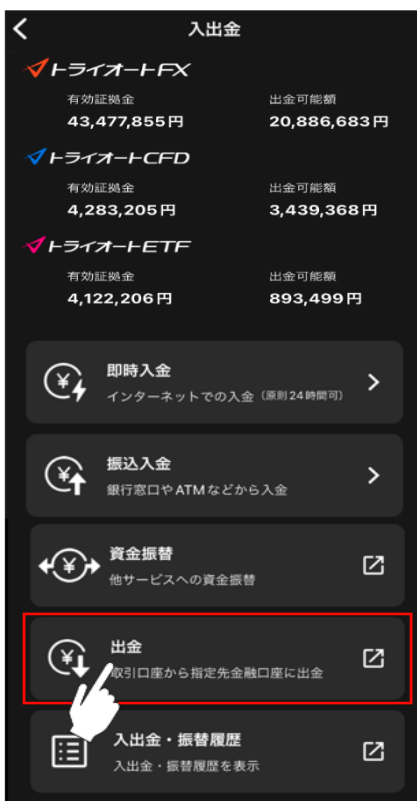 入出金
トライオートFX
有効証拠金 出金可能額
43,477,855円 20,886,683円
トライオートCFD
有効証拠金 出金可能額
4,283,205円 3,439,368円
トライオートETF
有効証拠金 出金可能額
4,122,206円 893,499円
即時入金
インターネットでの入金（原則24時間可）
振込入金
銀行窓口やATMなどから入金
資金振替
他サービスへの資金振替
出金
取引口座から指定先金融口座に出金
入出金・振替履歴
入出金・振替履歴を表示